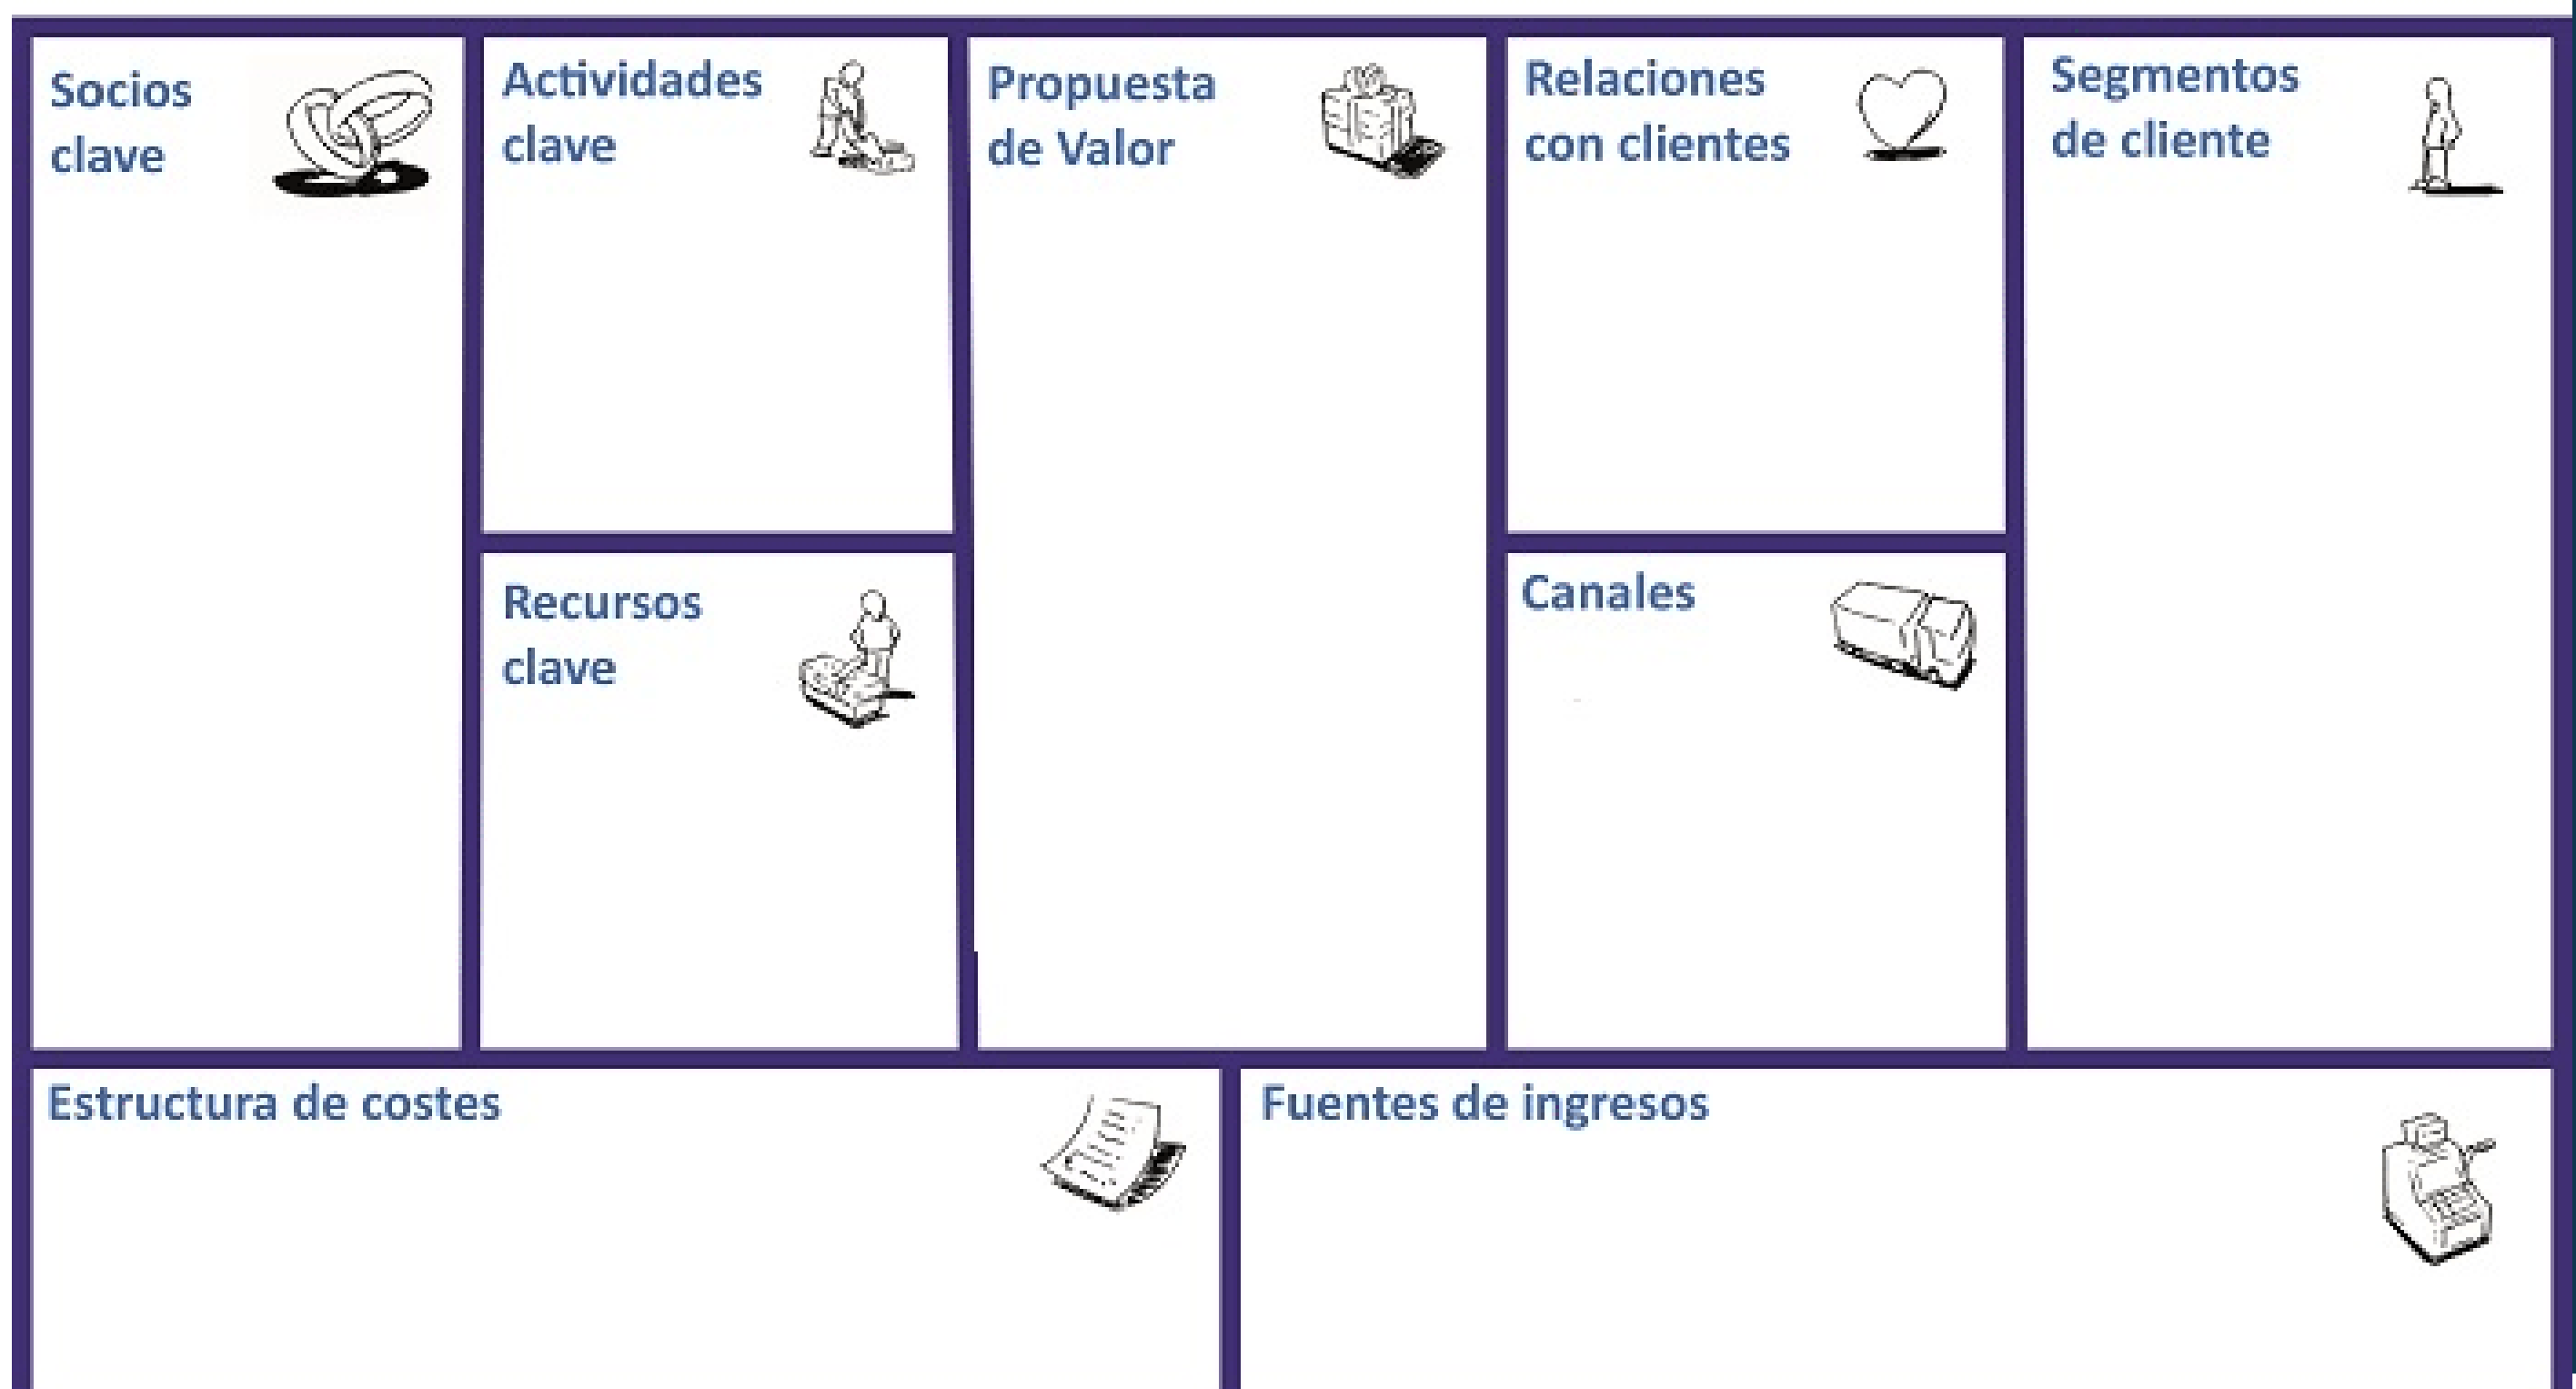 Socios
clave
Actividades
clave
Recursos
clave
Propuesta
de Valor
Relaciones
con clientes
Canales
Segmentos
de cliente
Estructura de costes
Fuentes de ingresos